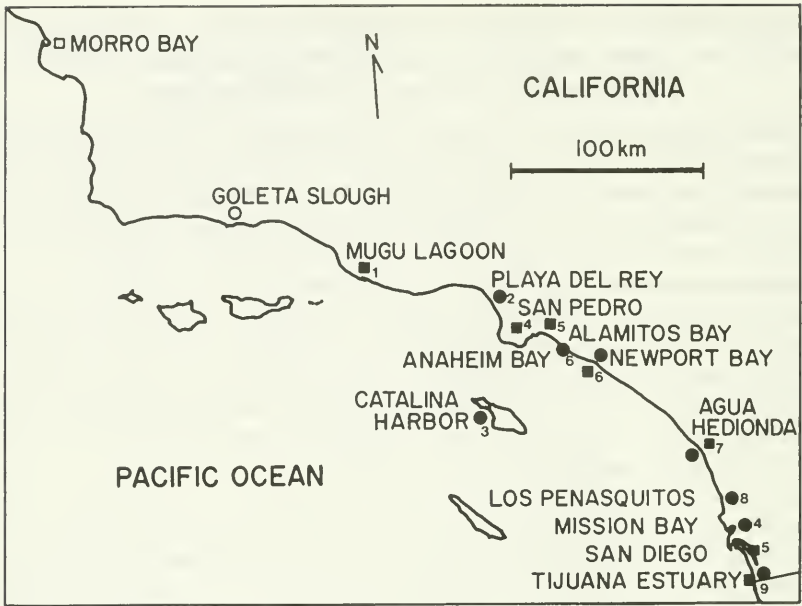 MORRO BAY
N
CALIFORNIA
100 km
GOLETA SLOUGH
MUGU LAGOON
1
PLAYA DEL REY
2
SAN PEDRO
4
5
ALAMITOS BAY
ANAHEIM BAY
6
NEWPORT BAY
6
CATALINA
HARBOR
3
AGUA
HEDIONDA
7
PACIFIC OCEAN
LOS PENASQUITOS
8
MISSION BAY
4
SAN DIEGO
5
TIJUANA ESTUARY
9